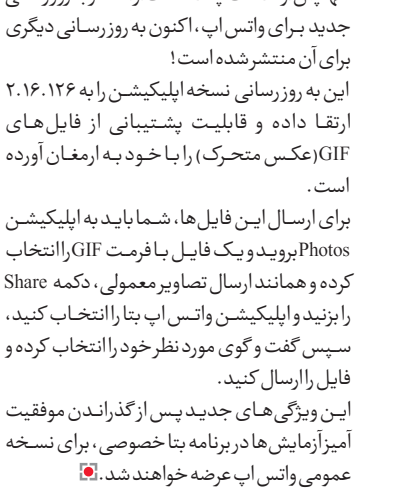 جدید برای واتس اپ، اکنون به روز رسانی دیگری
برای آن منتشر شده است!
این به روز رسانی نسخه اپلیکیشن را به ۲.۱۶.۱۲۶
ارتقا داده و قابلیت پشتیبانی از فایل های
GIF(عکس متحرک) را با خود به ارمغان آورده
است.
برای ارسال این فایل ها، شما باید به اپلیکیشن
Photos بروید و یک فایل با فرمت GIF را انتخاب
کرده و همانند ارسال تصاویر معمولی، دکمه Share
را بزنید و اپلیکیشن واتس اپ بتا را انتخاب کنید،
سپس گفت و گوی مورد نظر خود را انتخاب کرده و
فایل را ارسال کنید.
این ویژگی های جدید پس از گذراندن موفقیت
آمیز آزمایش ها در برنامه بتا خصوصی، برای نسخه
عمومی واتس اپ عرضه خواهند شد.